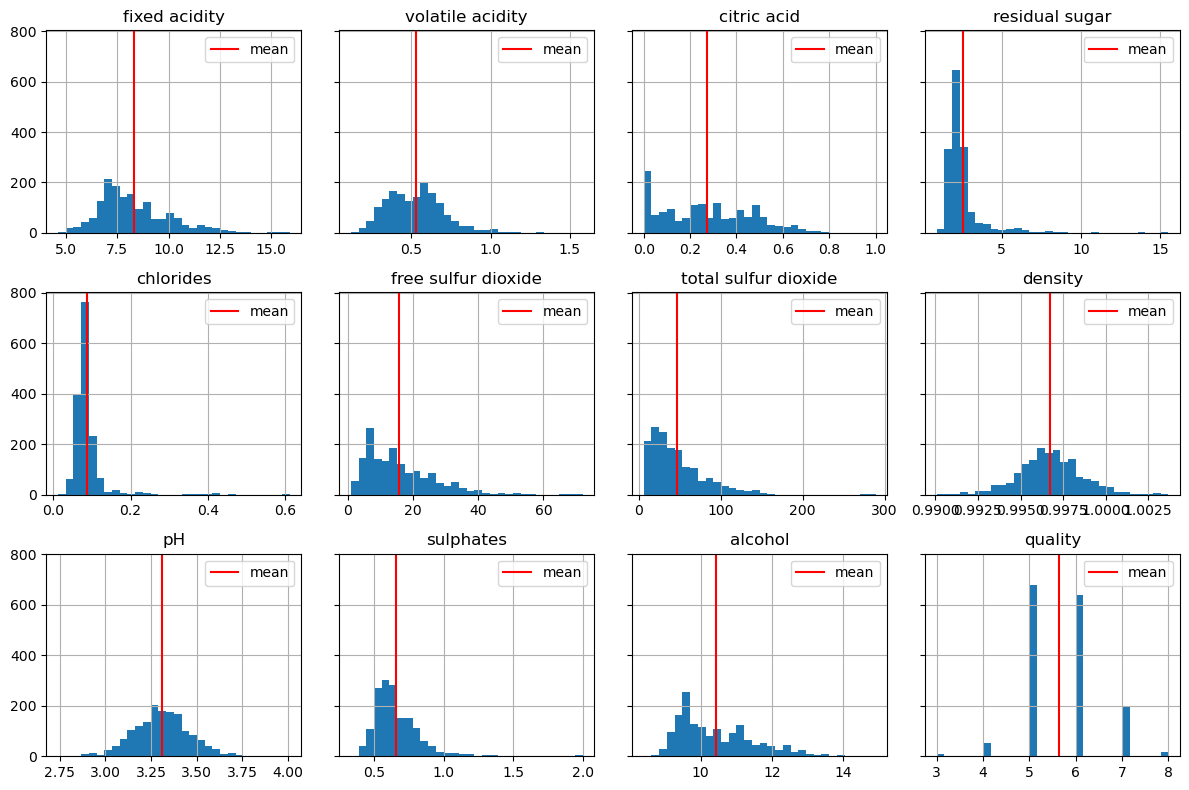 fixed acidity volatile acidity citric acid residual sugar
800 mean mean mean mean
600
400
200
0
5.0 7.5 10.0 12.5 15.0 0.5 1.0 1.5 0.0 0.2 0.4 0.6 0.8 1.0 5 10 15
chlorides free sulfur dioxide total sulfur dioxide density
800 mean mean mean mean
600
400
200
0
0.0 0.2 0.4 0.6 0 20 40 60 0 100 200 300 0.9900 0.9925 0.9950 0.9975 1.0000 1.0025
pH sulphates alcohol quality
800 mean mean mean mean
600
400
200
0
2.75 3.00 3.25 3.50 3.75 4.00 0.5 1.0 1.5 2.0 10 12 14 3 4 5 6 7 8